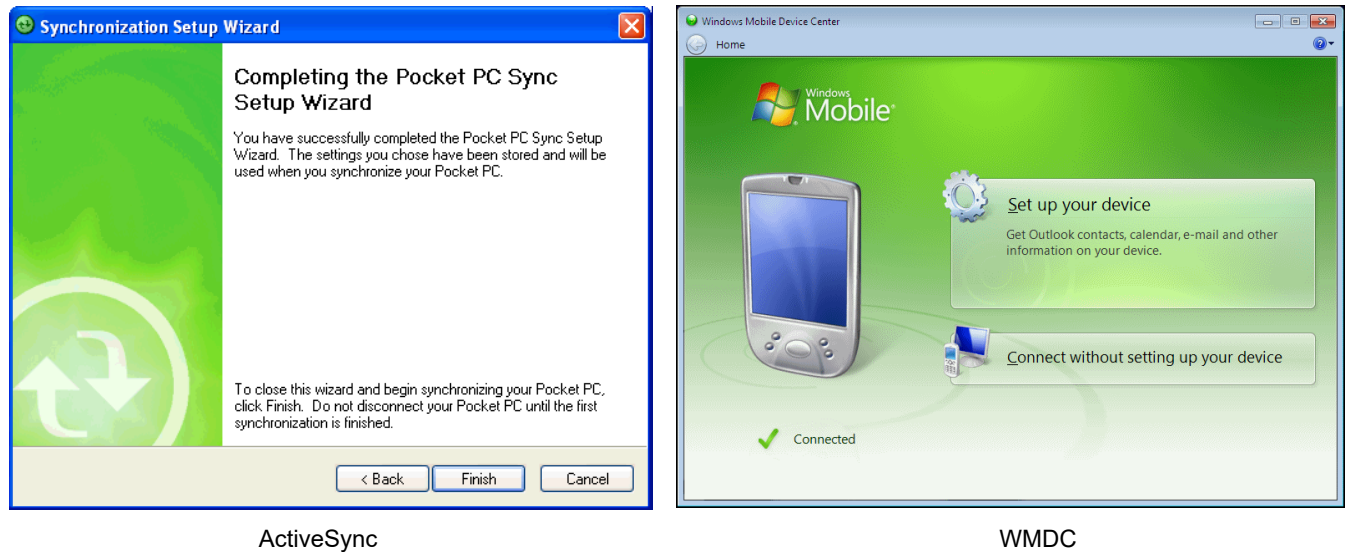 Synchronization Setup Wizard
Completing the Pocket PC Sync
Setup Wizard
You have successfully completed the Pocket PC Sync Setup
Wizard. The settings you chose have been stored and will be
used when you synchronize your Pocket PC.
To close this wizard and begin synchronizing your Pocket PC,
click Finish. Do not disconnect your Pocket PC until the first
synchronization is finished.
< Back
Finish
Cancel
ActiveSync
Windows Mobile Device Center
Home
Windows
Mobile
Set up your device
Get Outlook contacts, calendar, e-mail and other
information on your device.
Connect without setting up your device
Connected
WMDC